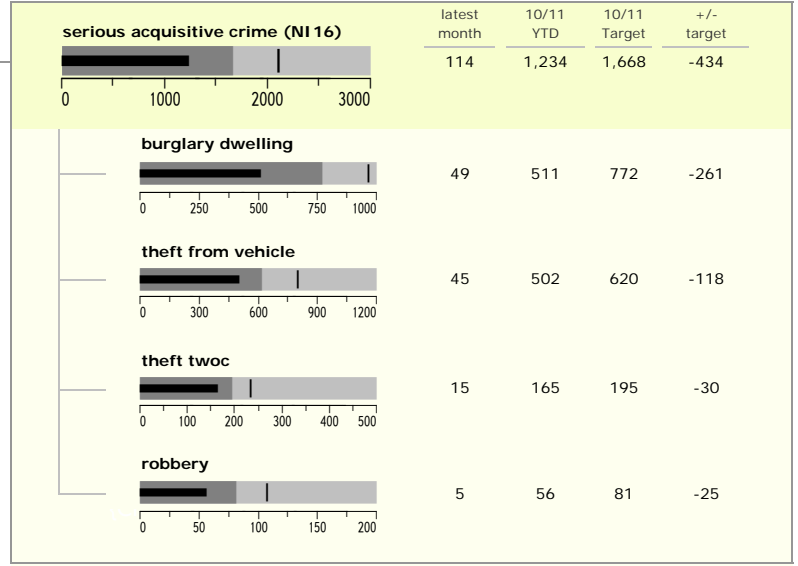 latest 10/11 10/11 +/-
serious acquisitive crime (NI 16) month YTD Target target
114 1,234 1,668 -434
0 1000 2000 3000
burglary dwelling
49 511 772 -261
0 250 500 750 1000
theft from vehicle
45 502 620 -118
0 300 600 900 1200
theft twoc
15 165 195 -30
0 100 200 300 400 500
robbery
5 56 81 -25
0 50 100 150 200